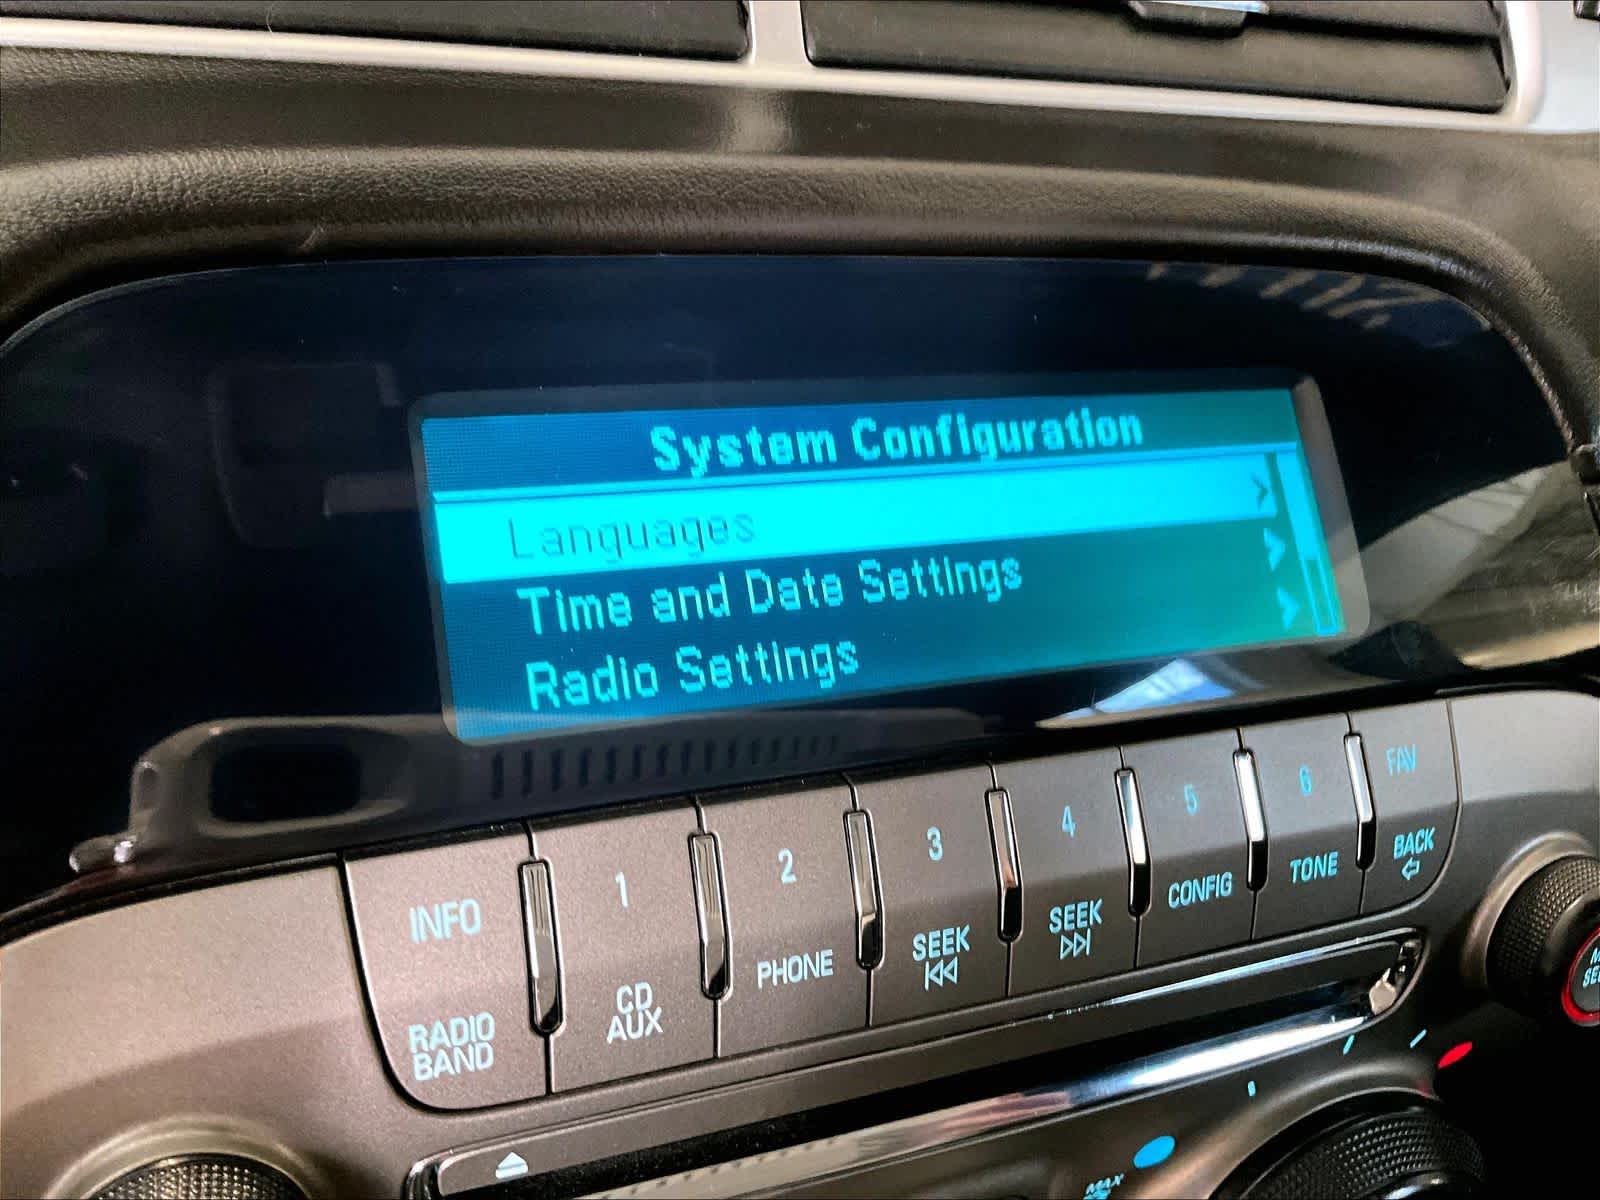 System Configuration
Languages
Time and Date Settings
Radio Settings
INFO
RADIO
BAND
1
CD
AUX
2
PHONE
3
SEEK
4
SEEK
5
CONFIG
6
TONE
FAV
BACK
MAX